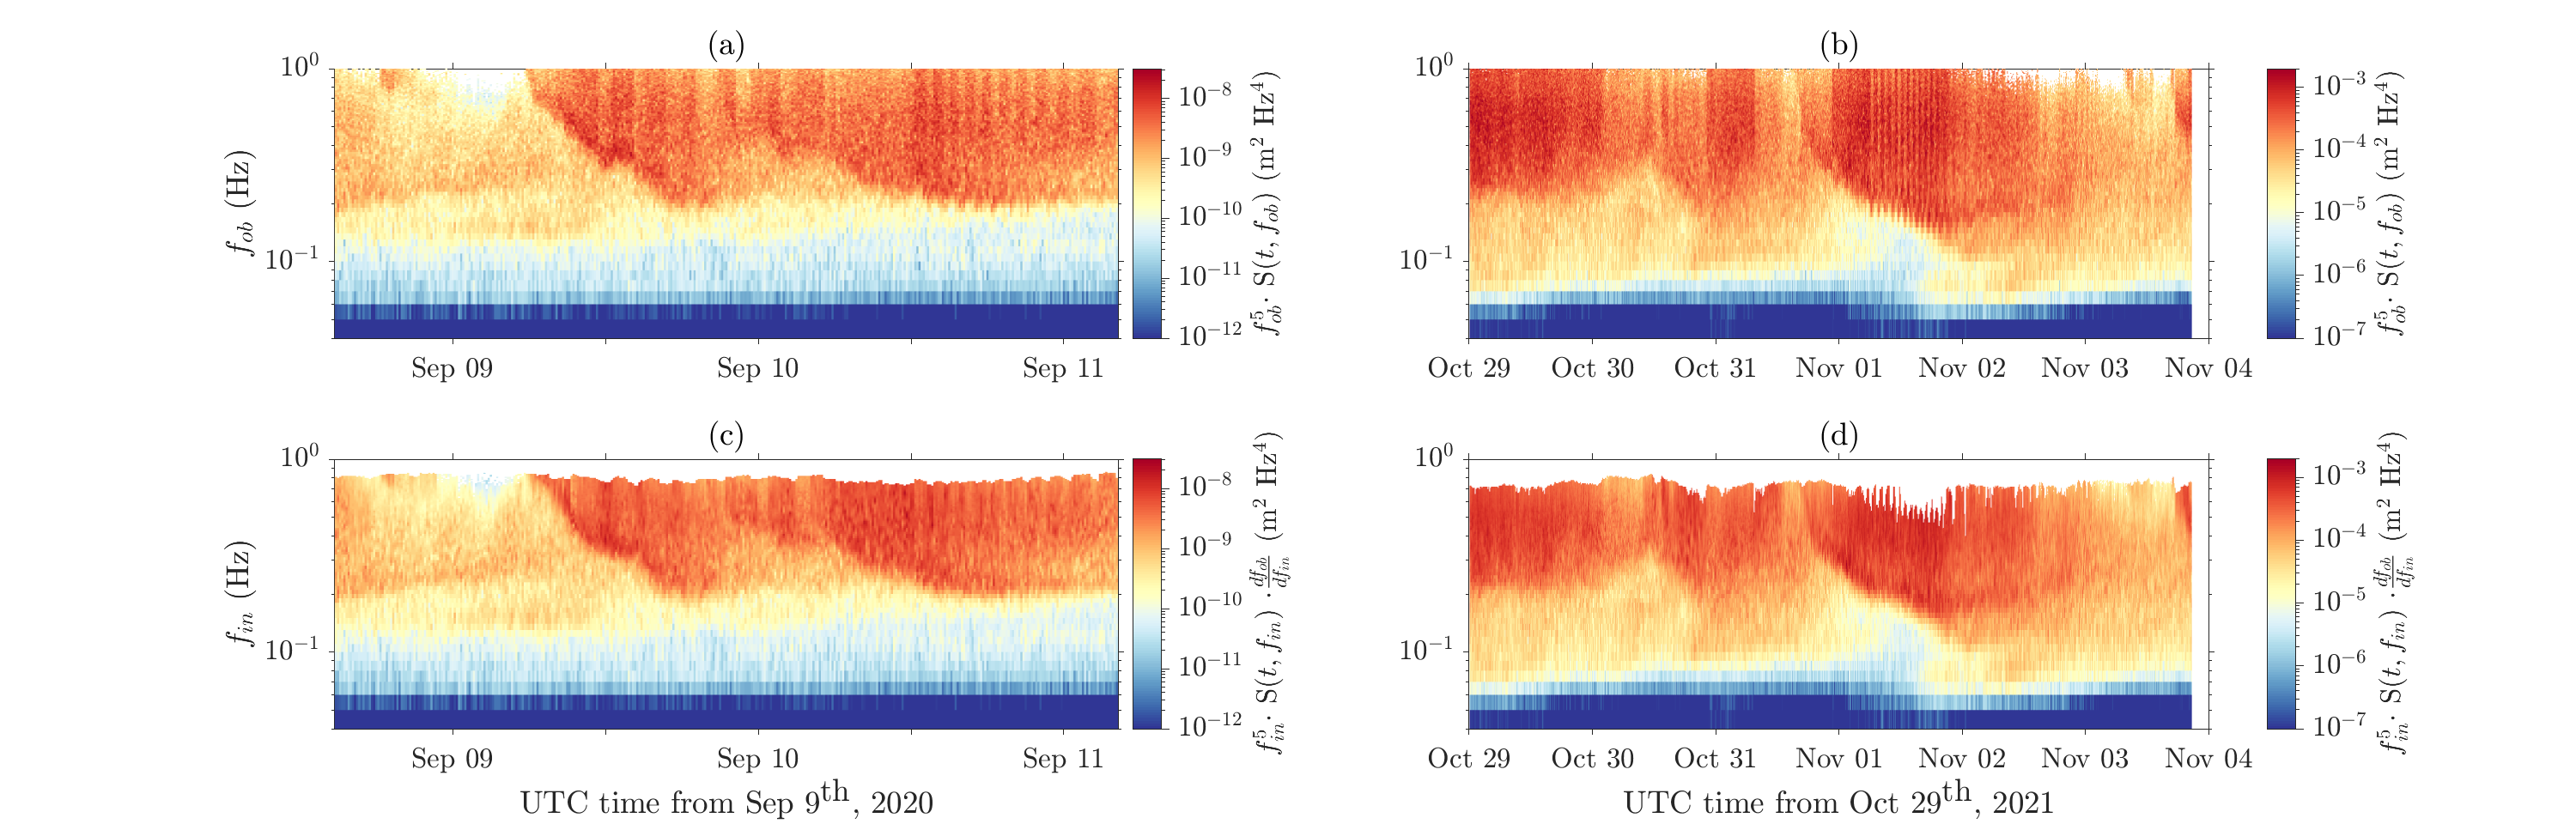 (a)
10^0
10^-1
f_ob (Hz)
Sep 09 Sep 10 Sep 11
10^-8
10^-9
10^-10
10^-11
10^-12
f_ob^5 · S(t, f_ob) (m^2 Hz^4)
(b)
10^0
10^-1
Oct 29 Oct 30 Oct 31 Nov 01 Nov 02 Nov 03 Nov 04
10^-3
10^-4
10^-5
10^-6
10^-7
f_ob^5 · S(t, f_ob) (m^2 Hz^4)
(c)
10^0
10^-1
f_in (Hz)
Sep 09 Sep 10 Sep 11
UTC time from Sep 9th, 2020
10^-8
10^-9
10^-10
10^-11
10^-12
f_in^5 · S(t, f_in) · df_ob/df_in (m^2 Hz^4)
(d)
10^0
10^-1
Oct 29 Oct 30 Oct 31 Nov 01 Nov 02 Nov 03 Nov 04
UTC time from Oct 29th, 2021
10^-3
10^-4
10^-5
10^-6
10^-7
f_in^5 · S(t, f_in) · df_ob/df_in (m^2 Hz^4)